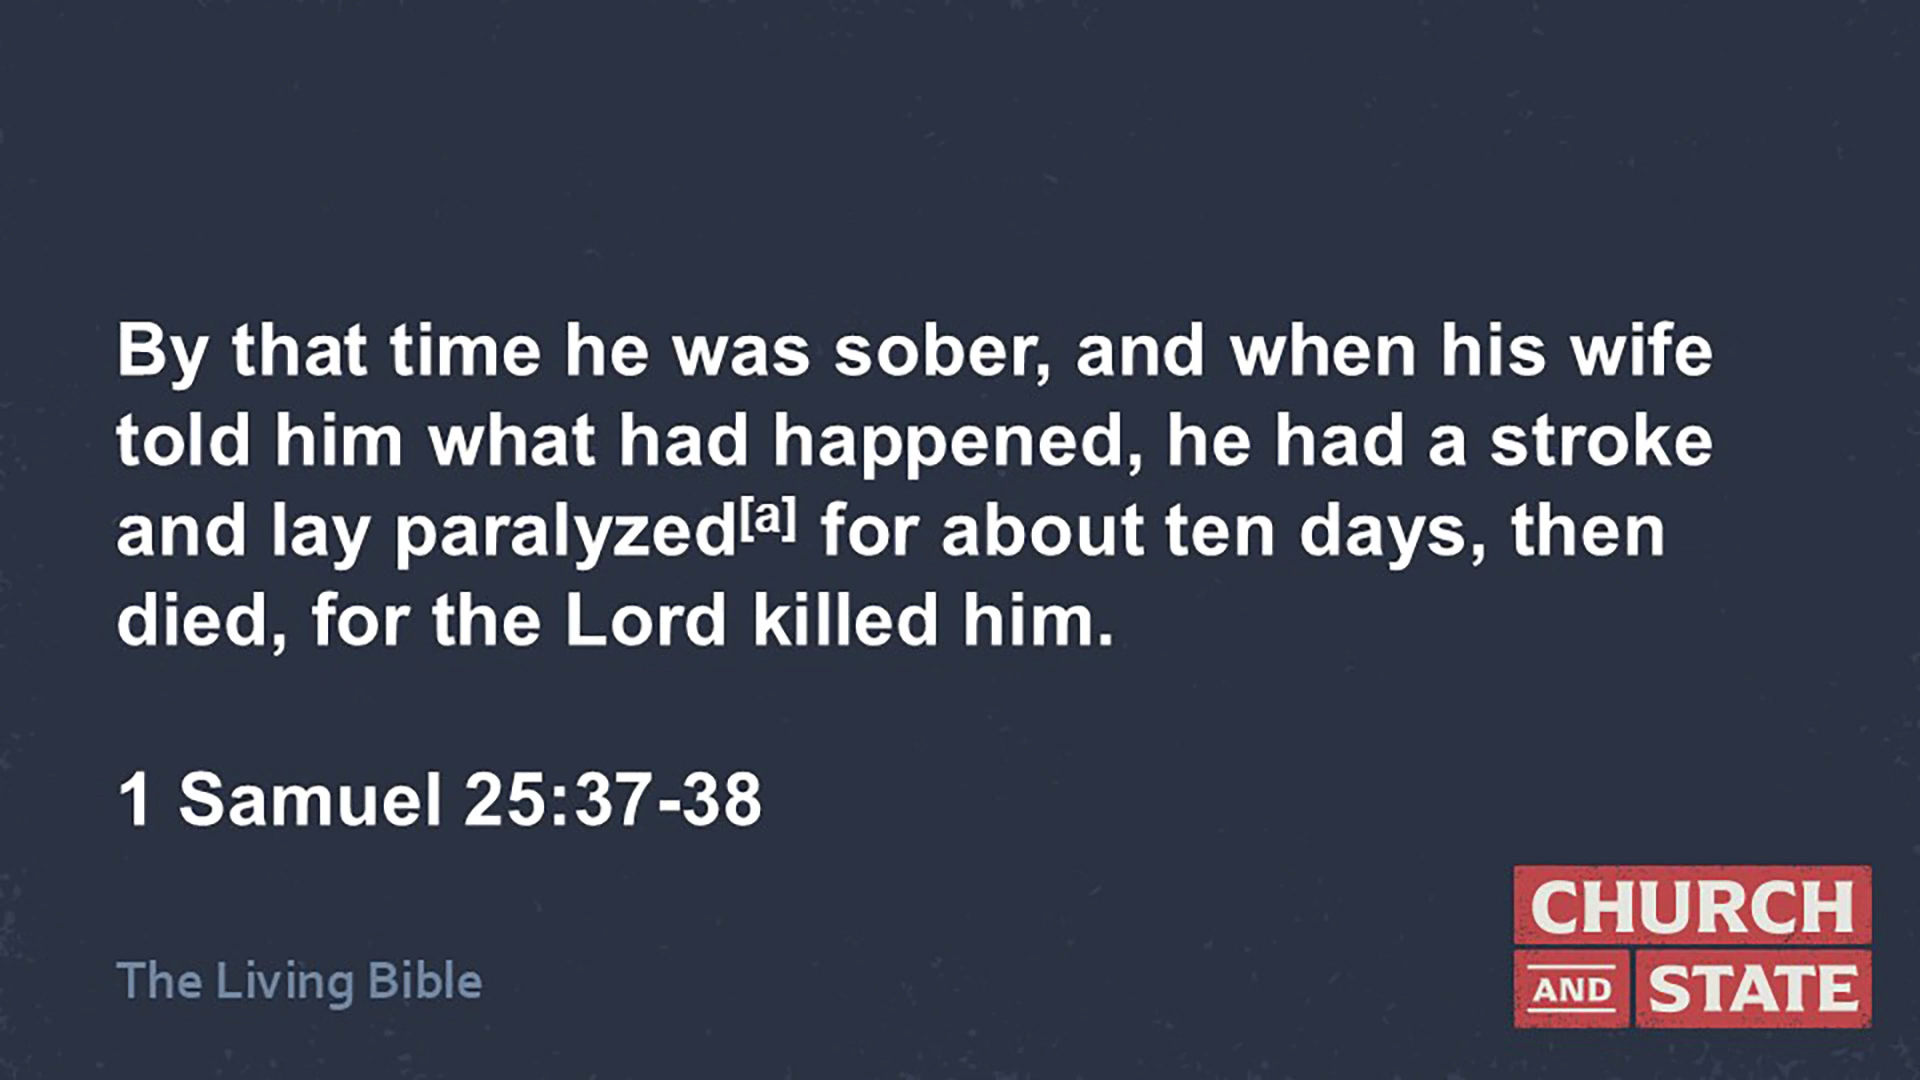 By that time he was sober, and when his wife
told him what had happened, he had a stroke
and lay paralyzed[a] for about ten days, then
died, for the Lord killed him.
1 Samuel 25:37-38
The Living Bible
CHURCH
AND STATE